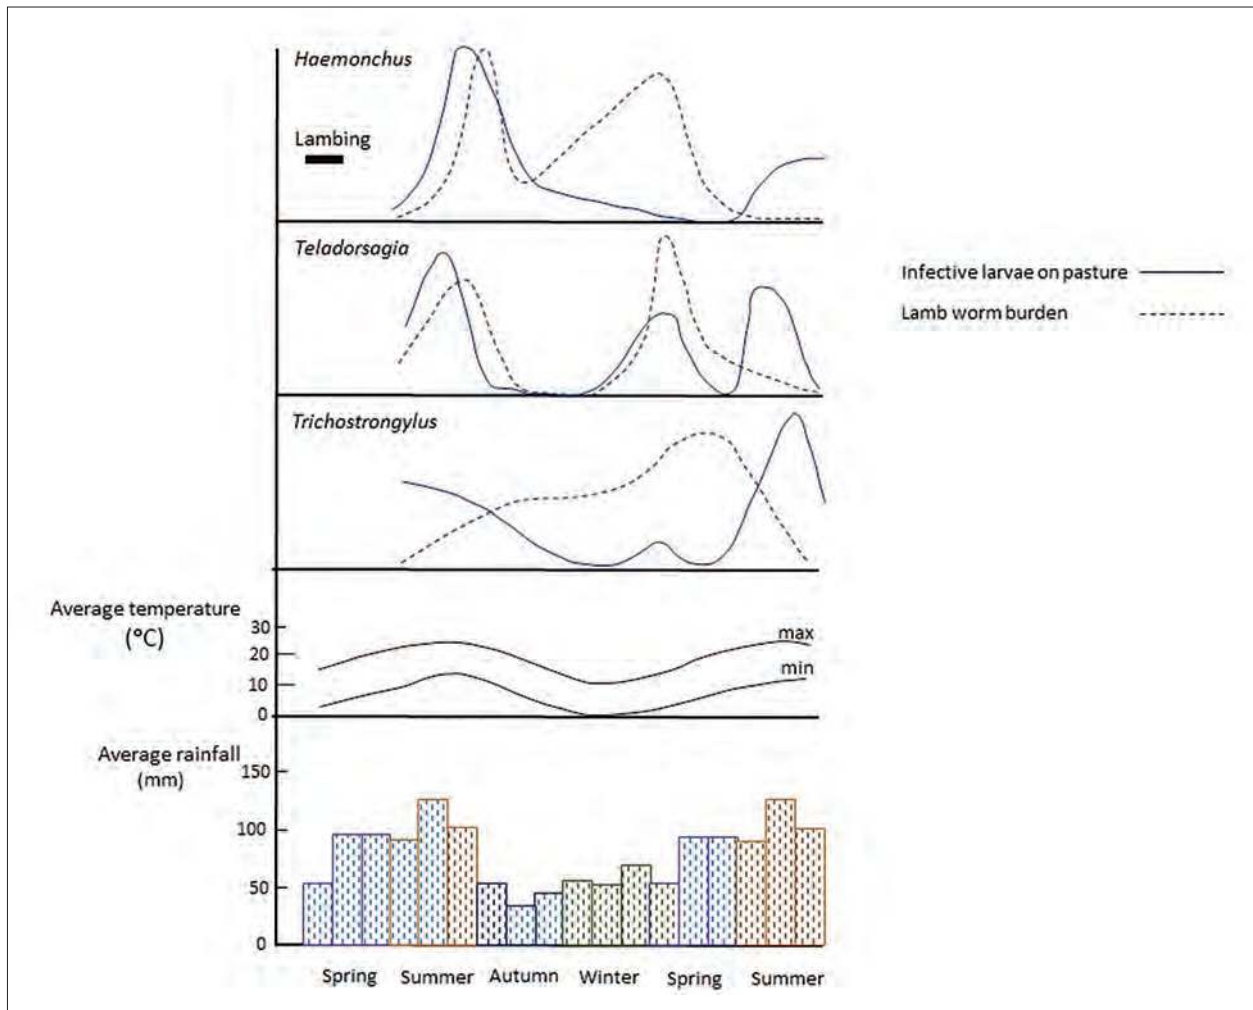 Haemonchus
Lambing
Teladorsagia
Infective larvae on pasture
Lamb worm burden
Trichostrongylus
Average temperature
(°C)
30
20
10
0
max
min
Average rainfall
(mm)
150
100
50
0
Spring Summer Autumn Winter Spring Summer